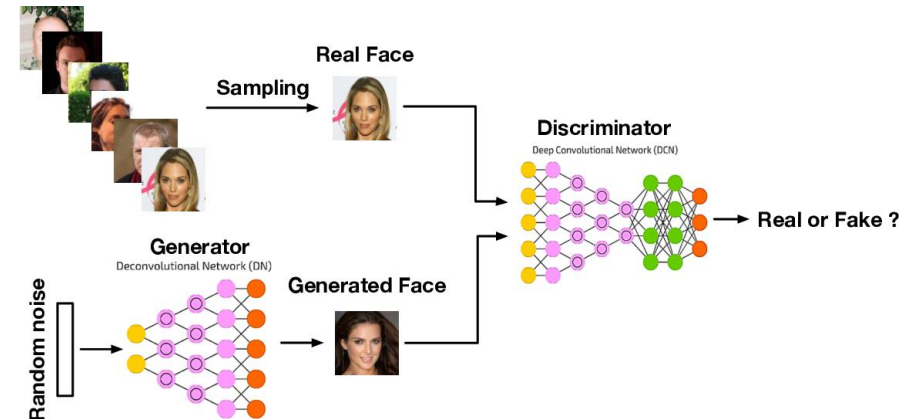 Real Face
Sampling
Discriminator
Deep Convolutional Network (DCN)
Real or Fake ?
Generator
Deconvolutional Network (DN)
Generated Face
Random noise